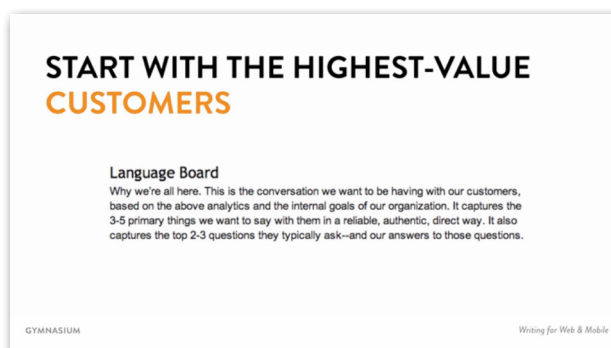 START WITH THE HIGHEST-VALUE
CUSTOMERS
Language Board
Why we're all here. This is the conversation we want to be having with our customers,
based on the above analytics and the internal goals of our organization. It captures the
3-5 primary things we want to say with them in a reliable, authentic, direct way. It also
captures the top 2-3 questions they typically ask--and our answers to those questions.
GYMNASIUM
Writing for Web & Mobile